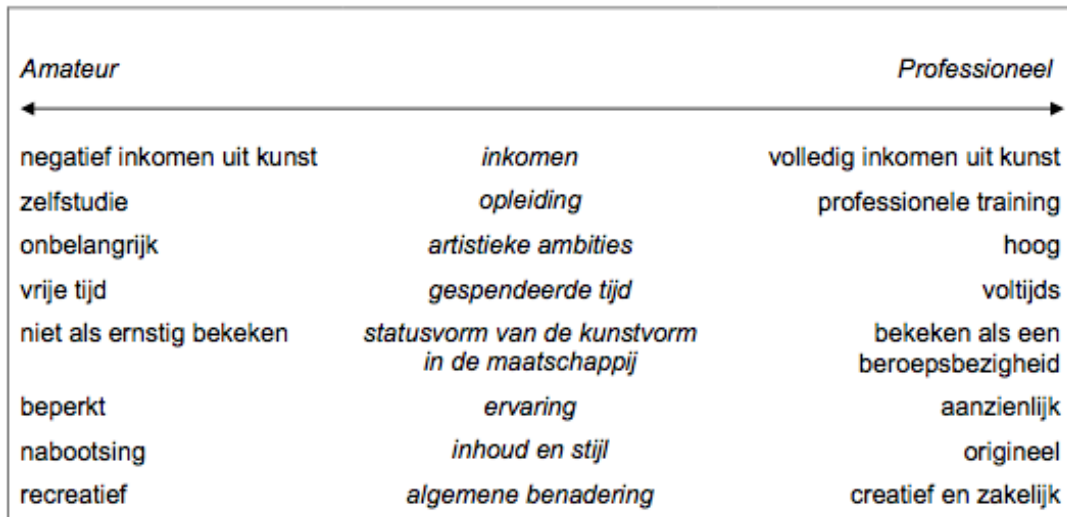 Amateur Professioneel
negatief inkomen uit kunst inkomen volledig inkomen uit kunst
zelfstudie opleiding professionele training
onbelangrijk artistieke ambities hoog
vrije tijd gespendeerde tijd voltijds
niet als ernstig bekeken statusvorm van de kunstvorm bekeken als een
in de maatschappij beroepsbezigheid
beperkt ervaring aanzienlijk
nabootsing inhoud en stijl origineel
recreatief algemene benadering creatief en zakelijk